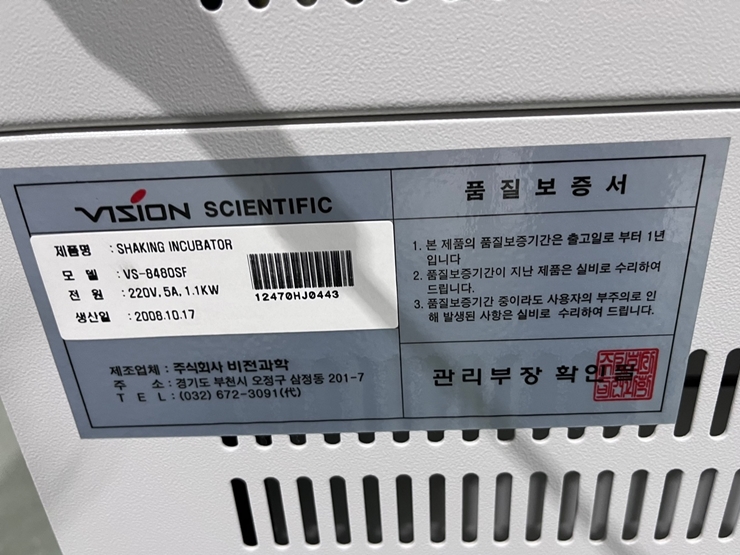 VISION SCIENTIFIC
제품명 : SHAKING INCUBATOR
모 델 : VS-8480SF
전 원 : 220V, 5A, 1.1KW
생산일 : 2008.10.17
12470HJ0443
제조업체 : 주식회사 비전과학
주 소 : 경기도 부천시 오정구 삼정동 201-7
T E L : (032) 672-3091(代)
품 질 보 증 서
1. 본 제품의 품질보증기간은 출고일로 부터 1년
입니다
2. 품질보증기간이 지난 제품은 실비로 수리하여
드립니다.
3. 품질보증기간 중이라도 사용자의 부주의로 인
해 발생된 사항은 실비로 수리하여 드립니다.
관리부장 확인필